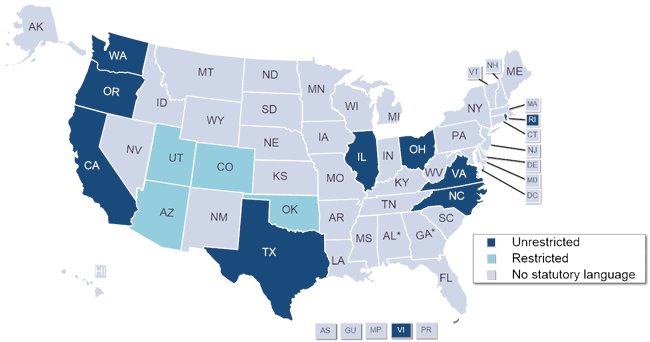 AK
WA
OR
CA
ID
NV
MT
WY
UT
CO
AZ
NM
ND
SD
NE
KS
OK
TX
MN
IA
MO
AR
LA
WI
IL
MI
IN
OH
KY
TN
MS
AL*
GA*
FL
SC
NC
VA
WV
PA
NY
VT
NH
ME
MA
RI
CT
NJ
DE
MD
DC
HI
Unrestricted
Restricted
No statutory language
AS GU MP VI PR